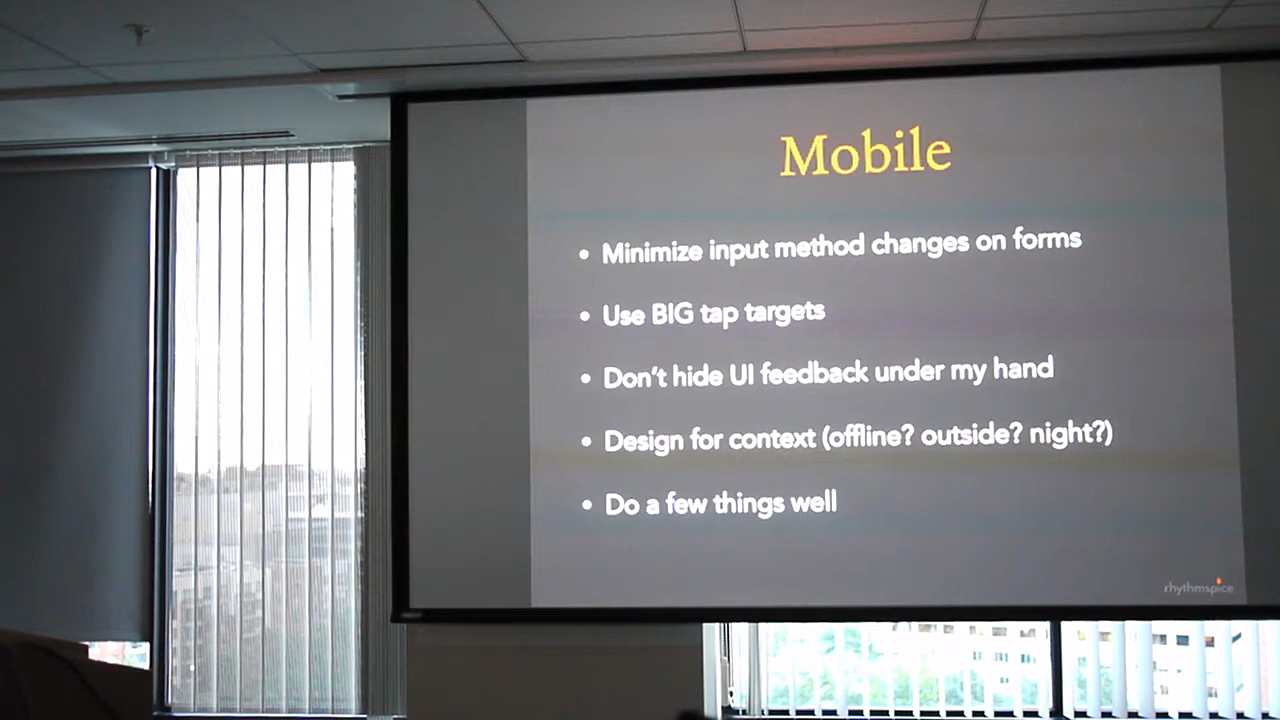 Mobile
• Minimize input method changes on forms
• Use BIG tap targets
• Don't hide UI feedback under my hand
• Design for context (offline? outside? night?)
• Do a few things well
rhythmspice